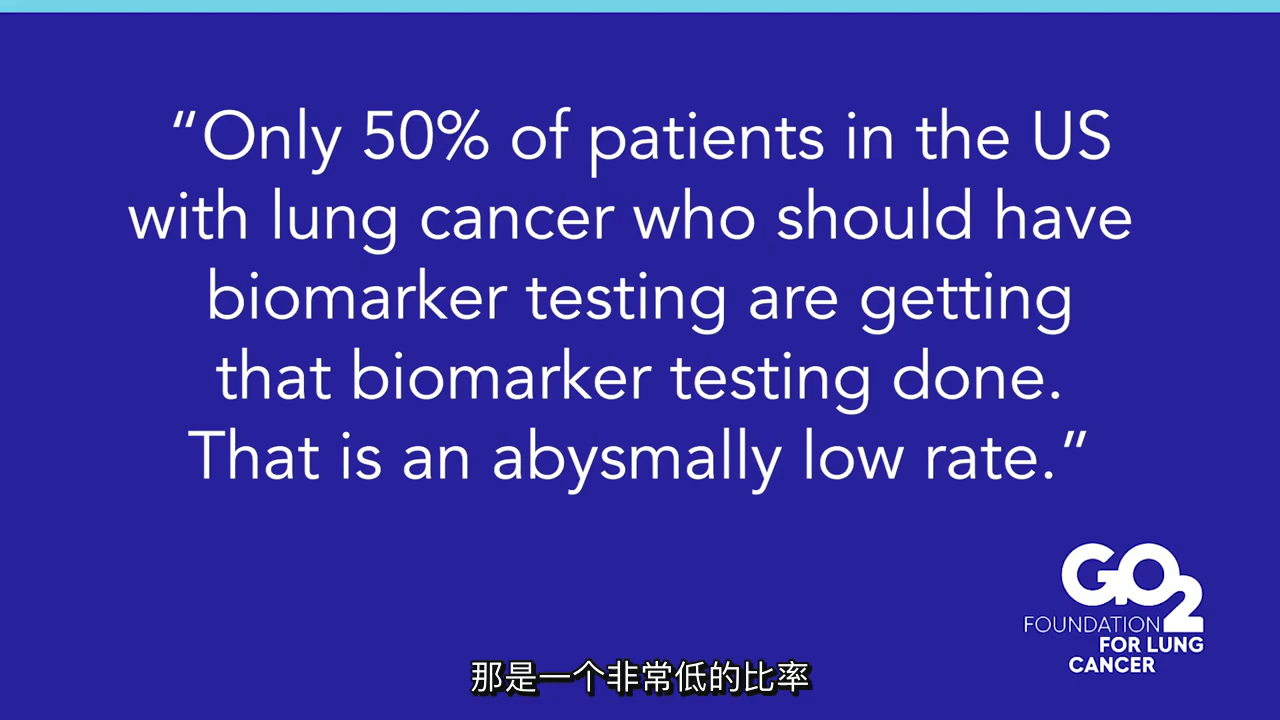 “Only 50% of patients in the US
with lung cancer who should have
biomarker testing are getting
that biomarker testing done.
That is an abysmally low rate.”
GO2
FOUNDATION
FOR LUNG
CANCER
那是一个非常低的比率